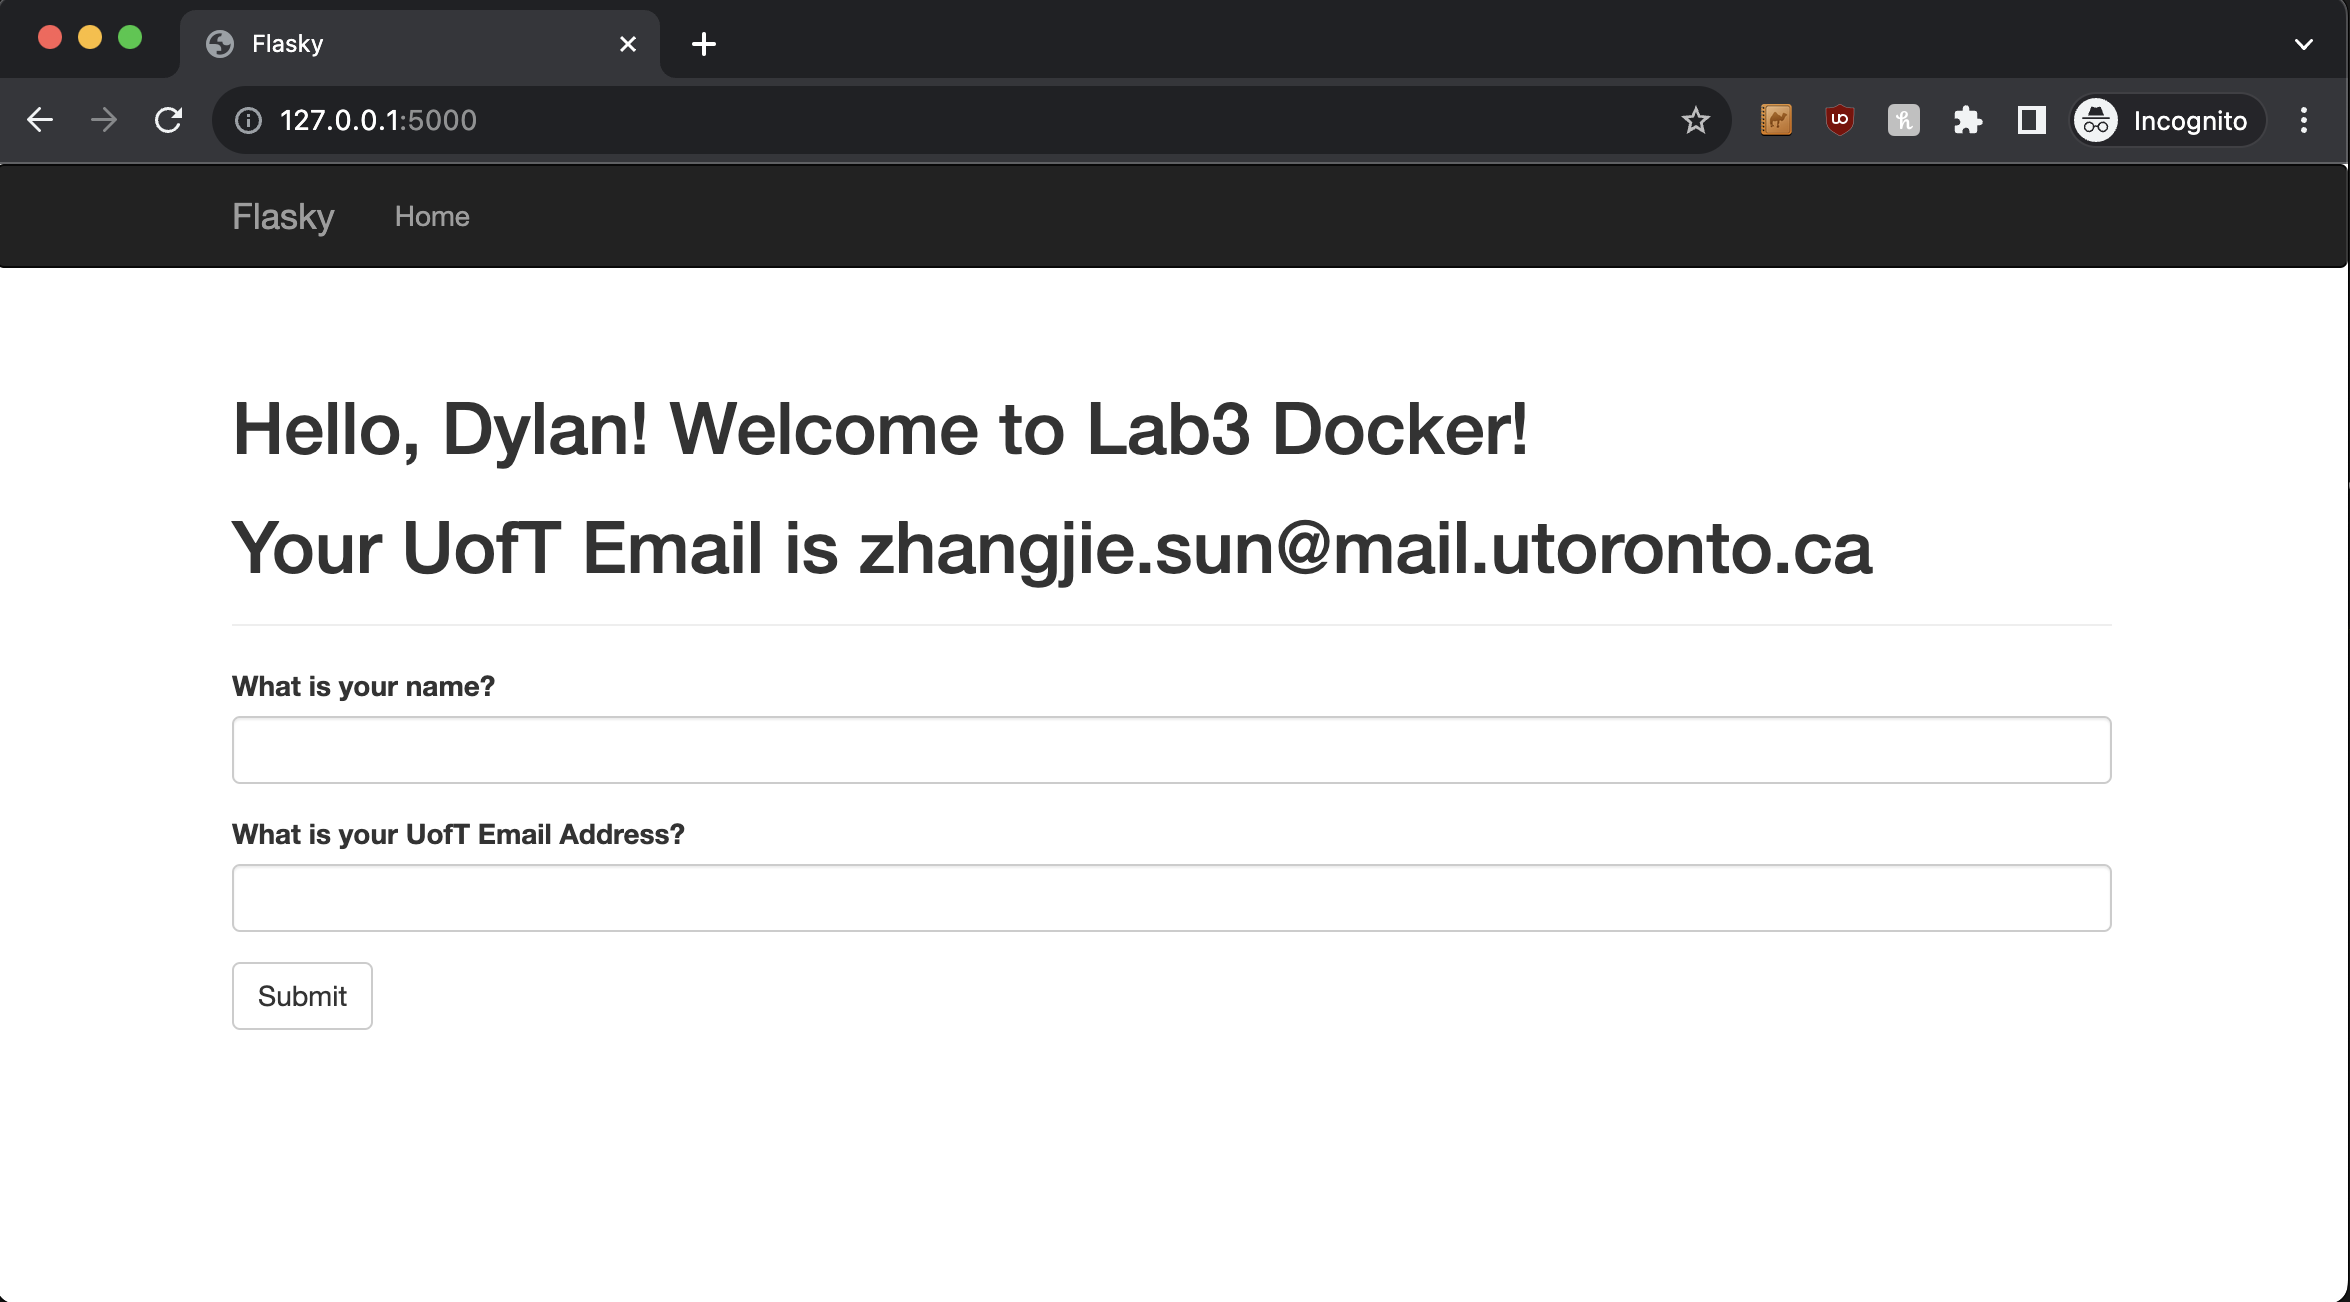 Flasky
127.0.0.1:5000
Incognito
Flasky Home
Hello, Dylan! Welcome to Lab3 Docker!
Your UofT Email is zhangjie.sun@mail.utoronto.ca
What is your name?
What is your UofT Email Address?
Submit